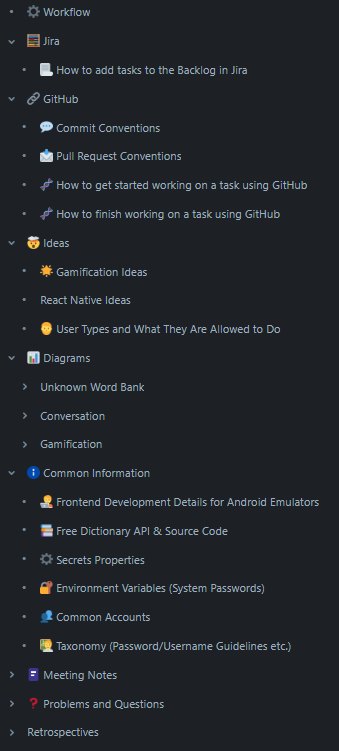 Workflow
Jira
How to add tasks to the Backlog in Jira
GitHub
Commit Conventions
Pull Request Conventions
How to get started working on a task using GitHub
How to finish working on a task using GitHub
Ideas
Gamification Ideas
React Native Ideas
User Types and What They Are Allowed to Do
Diagrams
Unknown Word Bank
Conversation
Gamification
Common Information
Frontend Development Details for Android Emulators
Free Dictionary API & Source Code
Secrets Properties
Environment Variables (System Passwords)
Common Accounts
Taxonomy (Password/Username Guidelines etc.)
Meeting Notes
Problems and Questions
Retrospectives